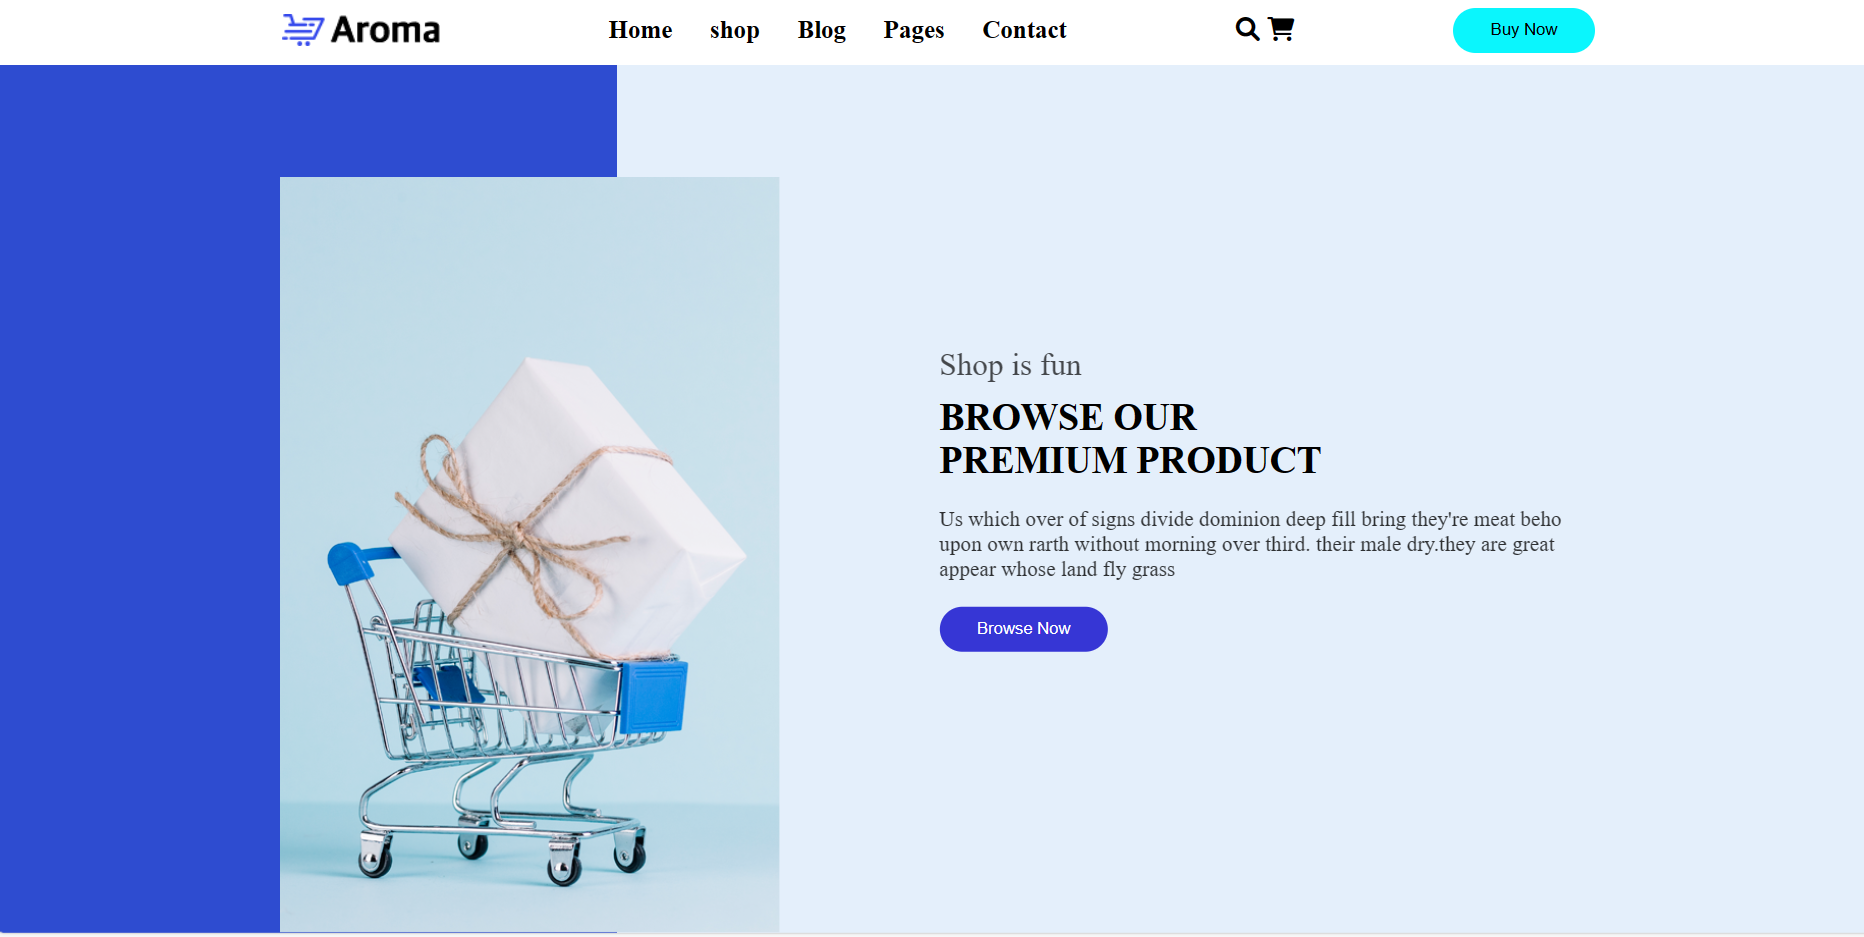 Aroma
Home shop Blog Pages Contact
Buy Now
Shop is fun
BROWSE OUR
PREMIUM PRODUCT
Us which over of signs divide dominion deep fill bring they're meat beho
upon own rarth without morning over third. their male dry.they are great
appear whose land fly grass
Browse Now